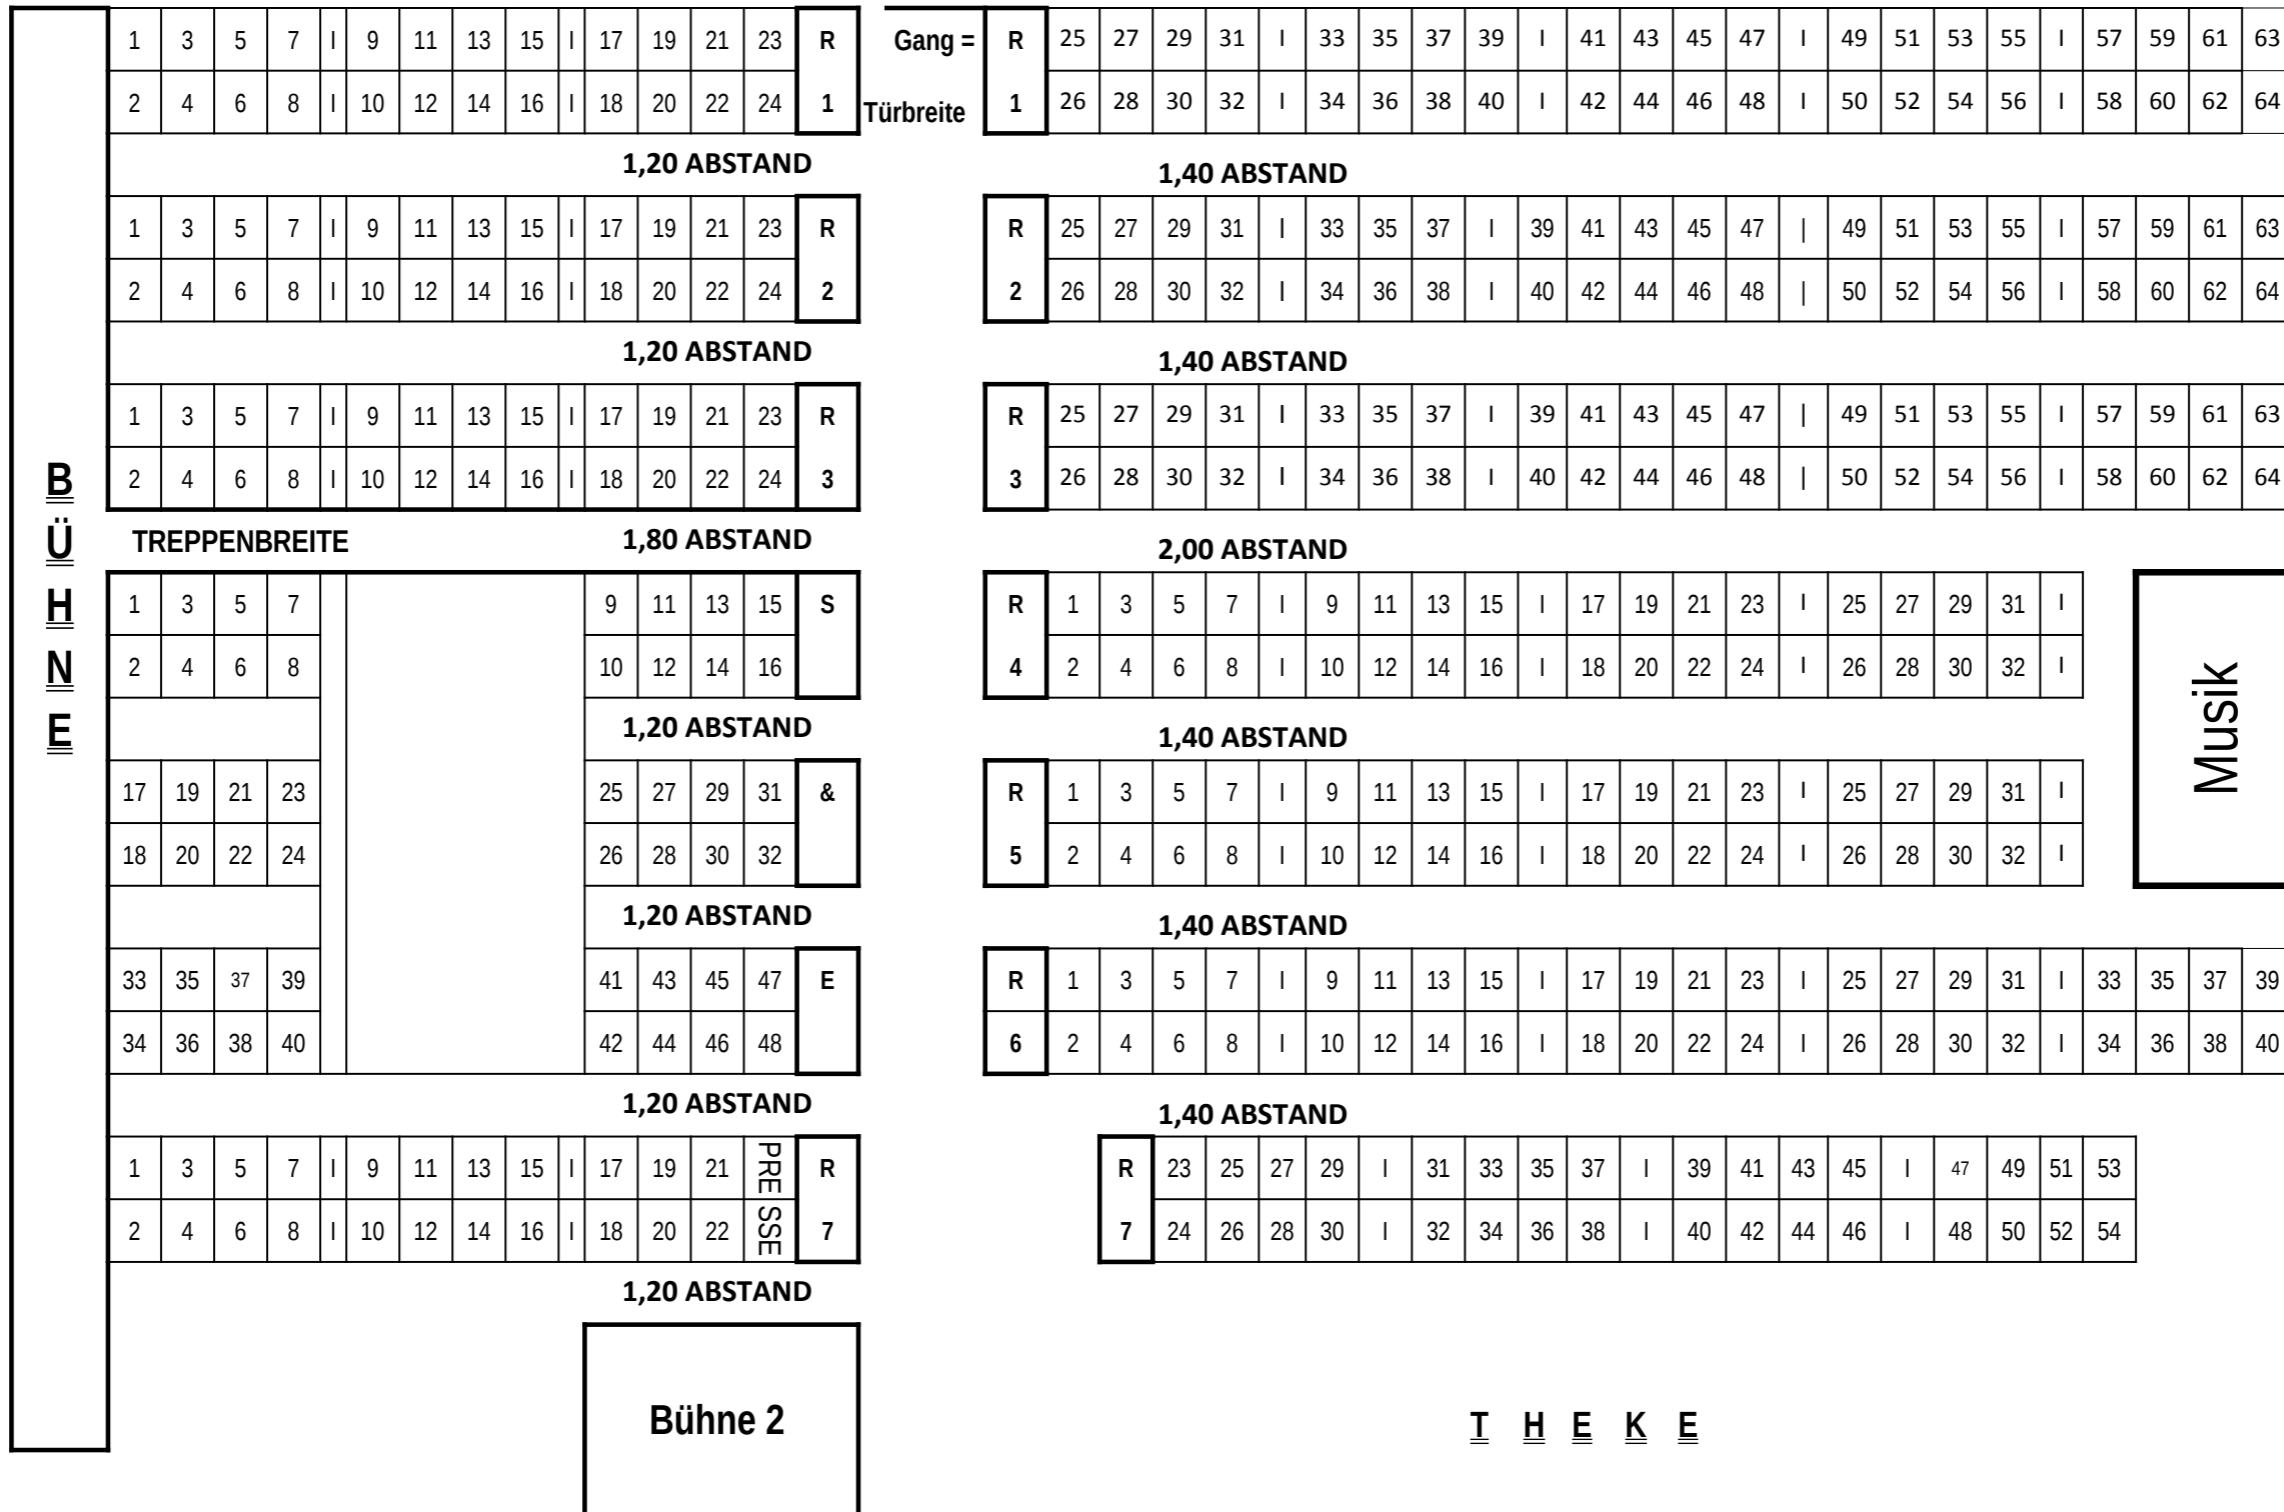 1 3 5 7 I 9 11 13 15 I 17 19 21 23 R Gang = R 25 27 29 31 I 33 35 37 39 I 41 43 45 47 I 49 51 53 55 I 57 59 61 63
2 4 6 8 I 10 12 14 16 I 18 20 22 24 1 Türbreite 1 26 28 30 32 I 34 36 38 40 I 42 44 46 48 I 50 52 54 56 I 58 60 62 64
1,20 ABSTAND 1,40 ABSTAND
1 3 5 7 I 9 11 13 15 I 17 19 21 23 R R 25 27 29 31 I 33 35 37 I 39 41 43 45 47 | 49 51 53 55 I 57 59 61 63
2 4 6 8 I 10 12 14 16 I 18 20 22 24 2 2 26 28 30 32 I 34 36 38 I 40 42 44 46 48 | 50 52 54 56 I 58 60 62 64
1,20 ABSTAND 1,40 ABSTAND
1 3 5 7 I 9 11 13 15 I 17 19 21 23 R R 25 27 29 31 I 33 35 37 I 39 41 43 45 47 | 49 51 53 55 I 57 59 61 63
2 4 6 8 I 10 12 14 16 I 18 20 22 24 3 3 26 28 30 32 I 34 36 38 I 40 42 44 46 48 | 50 52 54 56 I 58 60 62 64
BÜHNE
TREPPENBREITE 1,80 ABSTAND 2,00 ABSTAND
1 3 5 7 9 11 13 15 S R 1 3 5 7 I 9 11 13 15 I 17 19 21 23 I 25 27 29 31 I
2 4 6 8 10 12 14 16 4 2 4 6 8 I 10 12 14 16 I 18 20 22 24 I 26 28 30 32 I
Musik
1,20 ABSTAND 1,40 ABSTAND
17 19 21 23 25 27 29 31 & R 1 3 5 7 I 9 11 13 15 I 17 19 21 23 I 25 27 29 31 I
18 20 22 24 26 28 30 32 5 2 4 6 8 I 10 12 14 16 I 18 20 22 24 I 26 28 30 32 I
1,20 ABSTAND 1,40 ABSTAND
33 35 37 39 41 43 45 47 E R 1 3 5 7 I 9 11 13 15 I 17 19 21 23 I 25 27 29 31 I 33 35 37 39
34 36 38 40 42 44 46 48 6 2 4 6 8 I 10 12 14 16 I 18 20 22 24 I 26 28 30 32 I 34 36 38 40
1,20 ABSTAND 1,40 ABSTAND
1 3 5 7 I 9 11 13 15 I 17 19 21 PRE R R 23 25 27 29 I 31 33 35 37 I 39 41 43 45 I 47 49 51 53
2 4 6 8 I 10 12 14 16 I 18 20 22 SSE 7 7 24 26 28 30 I 32 34 36 38 I 40 42 44 46 I 48 50 52 54
1,20 ABSTAND
Bühne 2 T H E K E